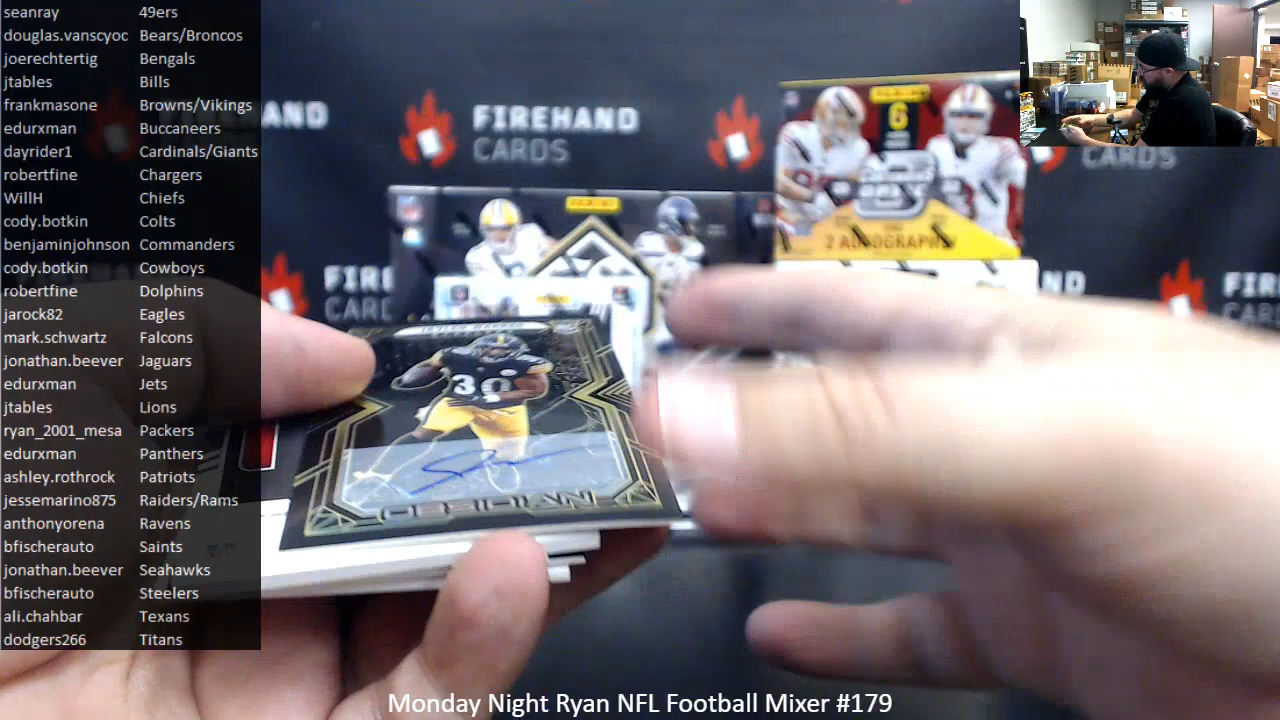 seanray 49ers
douglas.vanscyoc Bears/Broncos
joerechtertig Bengals
jtables Bills
frankmasone Browns/Vikings
edurxman Buccaneers
dayrider1 Cardinals/Giants
robertfine Chargers
WillH Chiefs
cody.botkin Colts
benjaminjohnson Commanders
cody.botkin Cowboys
robertfine Dolphins
jarock82 Eagles
mark.schwartz Falcons
jonathan.beever Jaguars
edurxman Jets
jtables Lions
ryan_2001_mesa Packers
edurxman Panthers
ashley.rothrock Patriots
jessemarino875 Raiders/Rams
anthonyorena Ravens
bfischerauto Saints
jonathan.beever Seahawks
bfischerauto Steelers
ali.chahbar Texans
dodgers266 Titans
FIREHAND
CARDS
PANINI
6
2 AUTOGRAPHS
CARDS
30
OBSIDIAN
Monday Night Ryan NFL Football Mixer #179